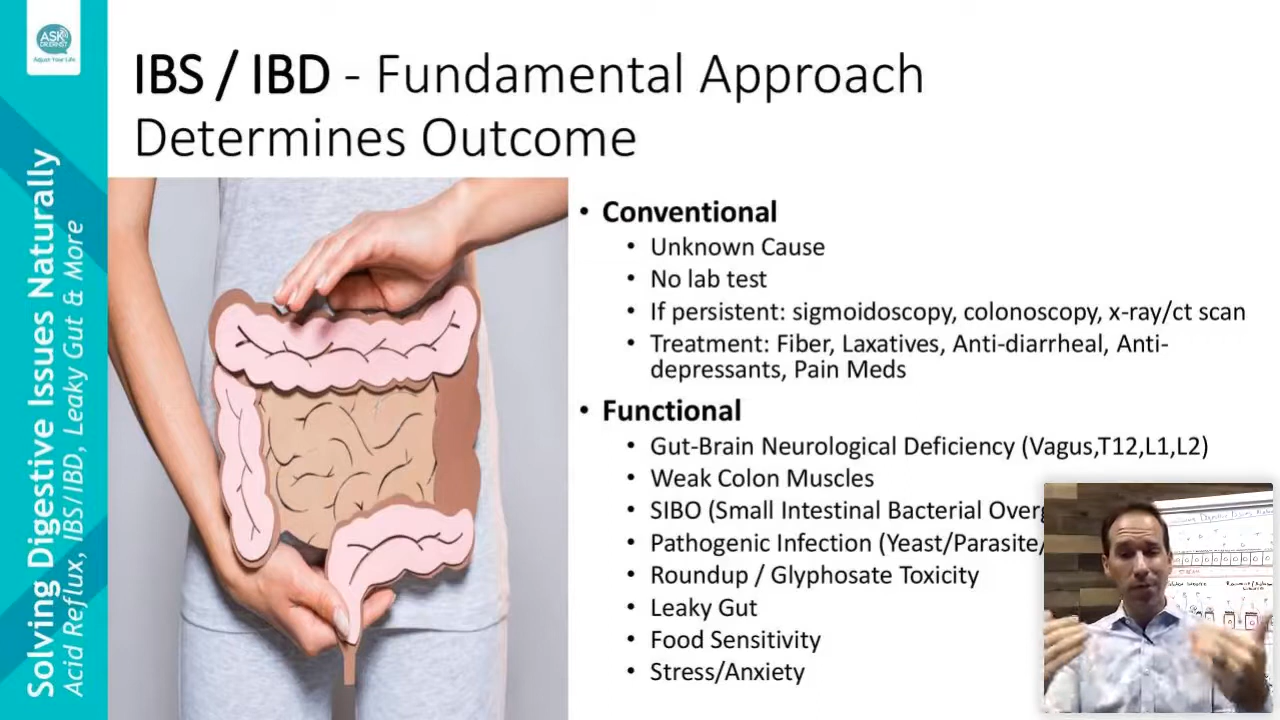 ASK
DR.ERNST
Adjust Your Life
Solving Digestive Issues Naturally
Acid Reflux, IBS/IBD, Leaky Gut & More
IBS / IBD - Fundamental Approach
Determines Outcome
• Conventional
• Unknown Cause
• No lab test
• If persistent: sigmoidoscopy, colonoscopy, x-ray/ct scan
• Treatment: Fiber, Laxatives, Anti-diarrheal, Anti-
depressants, Pain Meds
• Functional
• Gut-Brain Neurological Deficiency (Vagus,T12,L1,L2)
• Weak Colon Muscles
• SIBO (Small Intestinal Bacterial Overg
• Pathogenic Infection (Yeast/Parasite/
• Roundup / Glyphosate Toxicity
• Leaky Gut
• Food Sensitivity
• Stress/Anxiety